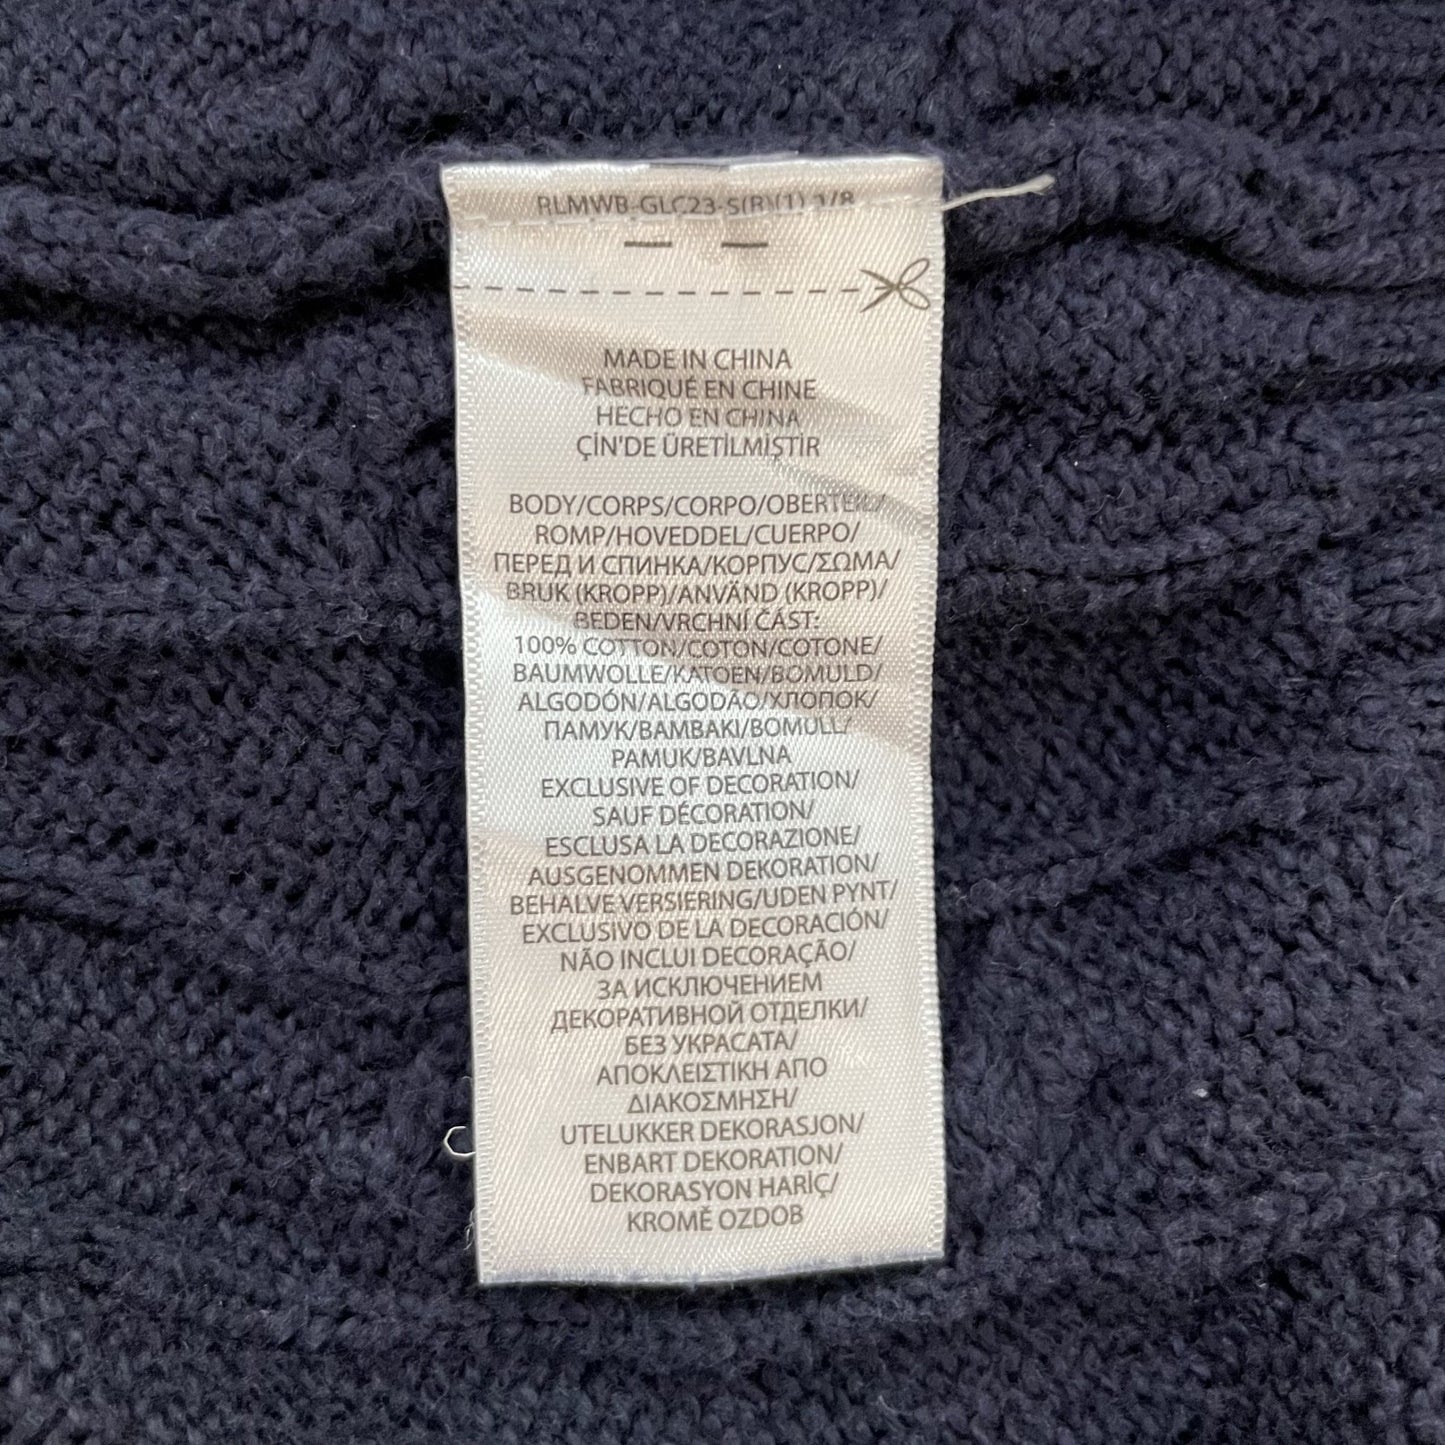 RLMWB-GLC23-S(R)(1) 1/8
MADE IN CHINA
FABRIQUÉ EN CHINE
HECHO EN CHINA
ÇİN'DE ÜRETİLMİŞTİR
BODY/CORPS/CORPO/OBERTEIL/
ROMP/HOVEDDEL/CUERPO/
ПЕРЕД И СПИНКА/КОРПУС/ΣΩΜΑ/
BRUK (KROPP)/ANVÄND (KROPP)/
BEDEN/VRCHNÍ ČÁST:
100% COTTON/COTON/COTONE/
BAUMWOLLE/KATOEN/BOMULD/
ALGODÓN/ALGODÃO/ХЛОПОК/
ПАМУК/ΒΑΜΒΑΚΙ/BOMULL/
PAMUK/BAVLNA
EXCLUSIVE OF DECORATION/
SAUF DÉCORATION/
ESCLUSA LA DECORAZIONE/
AUSGENOMMEN DEKORATION/
BEHALVE VERSIERING/UDEN PYNT/
EXCLUSIVO DE LA DECORACIÓN/
NÃO INCLUI DECORAÇÃO/
ЗА ИСКЛЮЧЕНИЕМ
ДЕКОРАТИВНОЙ ОТДЕЛКИ/
БЕЗ УКРАСАТА/
ΑΠΟΚΛΕΙΣΤΙΚΗ ΑΠΟ
ΔΙΑΚΟΣΜΗΣΗ/
UTELUKKER DEKORASJON/
ENBART DEKORATION/
DEKORASYON HARİÇ/
KROMĚ OZDOB